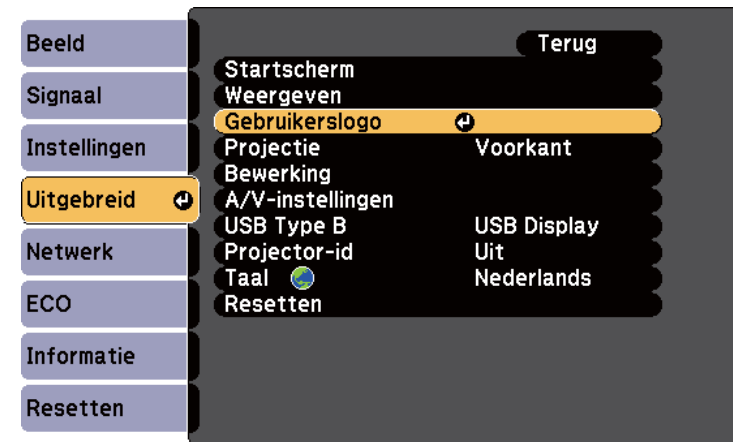 Beeld
Signaal
Instellingen
Uitgebreid
Netwerk
ECO
Informatie
Resetten
Terug
Startscherm
Weergeven
Gebruikerslogo
Projectie Voorkant
Bewerking
A/V-instellingen
USB Type B USB Display
Projector-id Uit
Taal Nederlands
Resetten